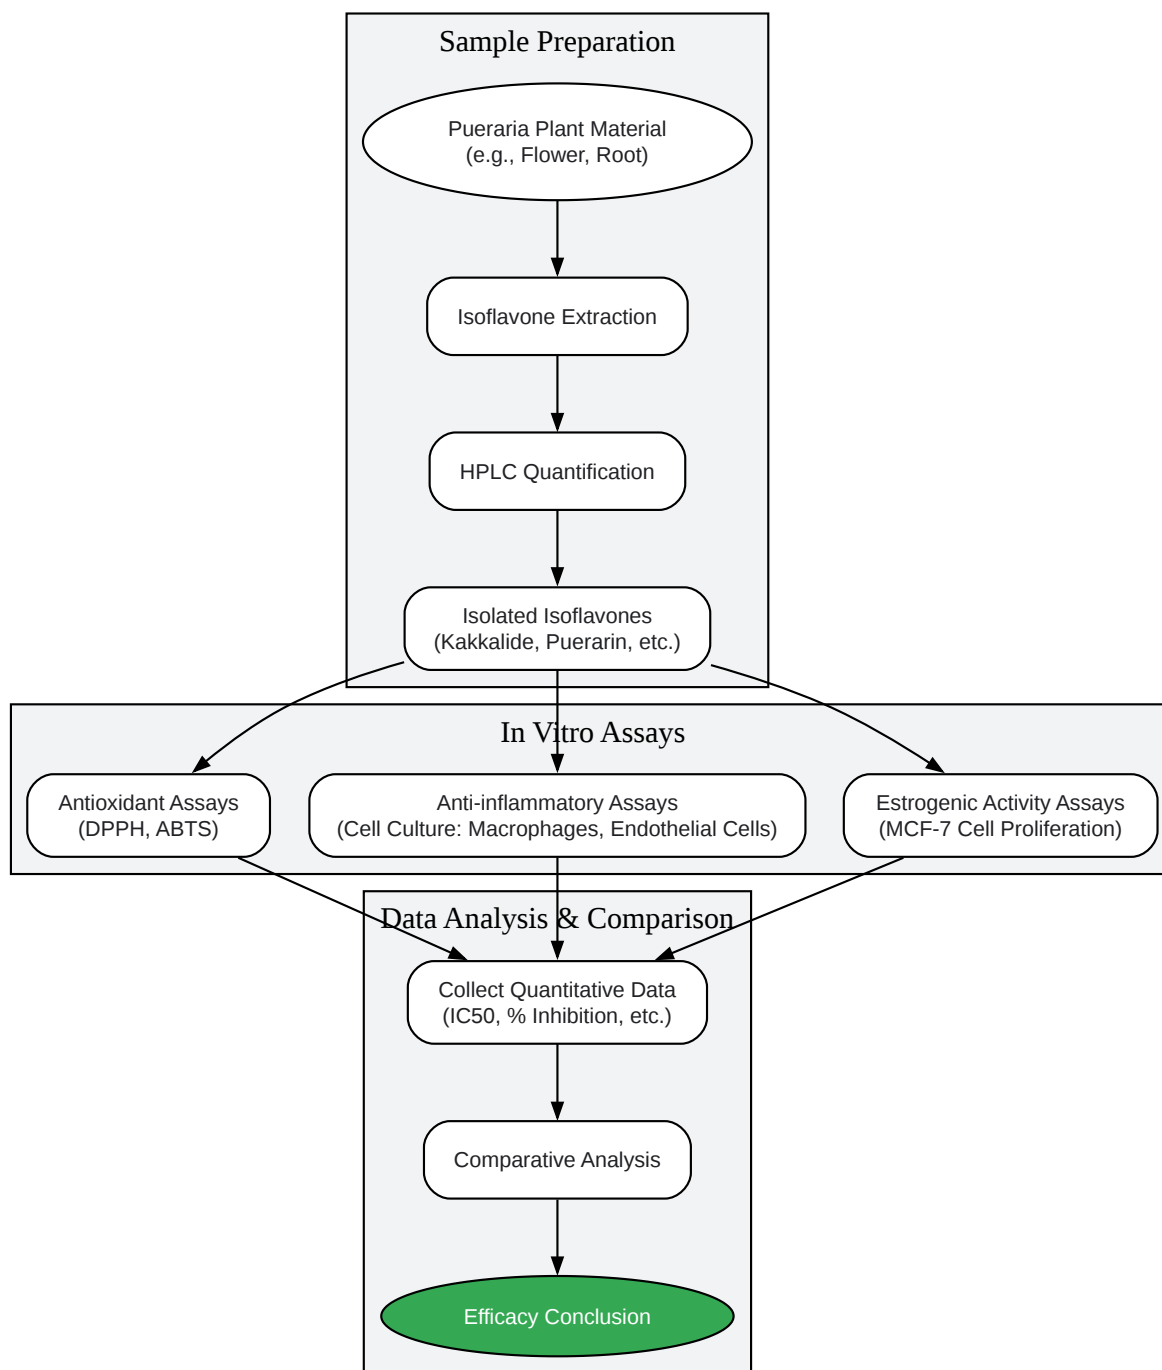 Sample Preparation
Pueraria Plant Material
(e.g., Flower, Root)
Isoflavone Extraction
HPLC Quantification
Isolated Isoflavones
(Kakkalide, Puerarin, etc.)
In Vitro Assays
Antioxidant Assays
(DPPH, ABTS)
Anti-inflammatory Assays
(Cell Culture: Macrophages, Endothelial Cells)
Estrogenic Activity Assays
(MCF-7 Cell Proliferation)
Data Analysis & Comparison
Collect Quantitative Data
(IC50, % Inhibition, etc.)
Comparative Analysis
Efficacy Conclusion